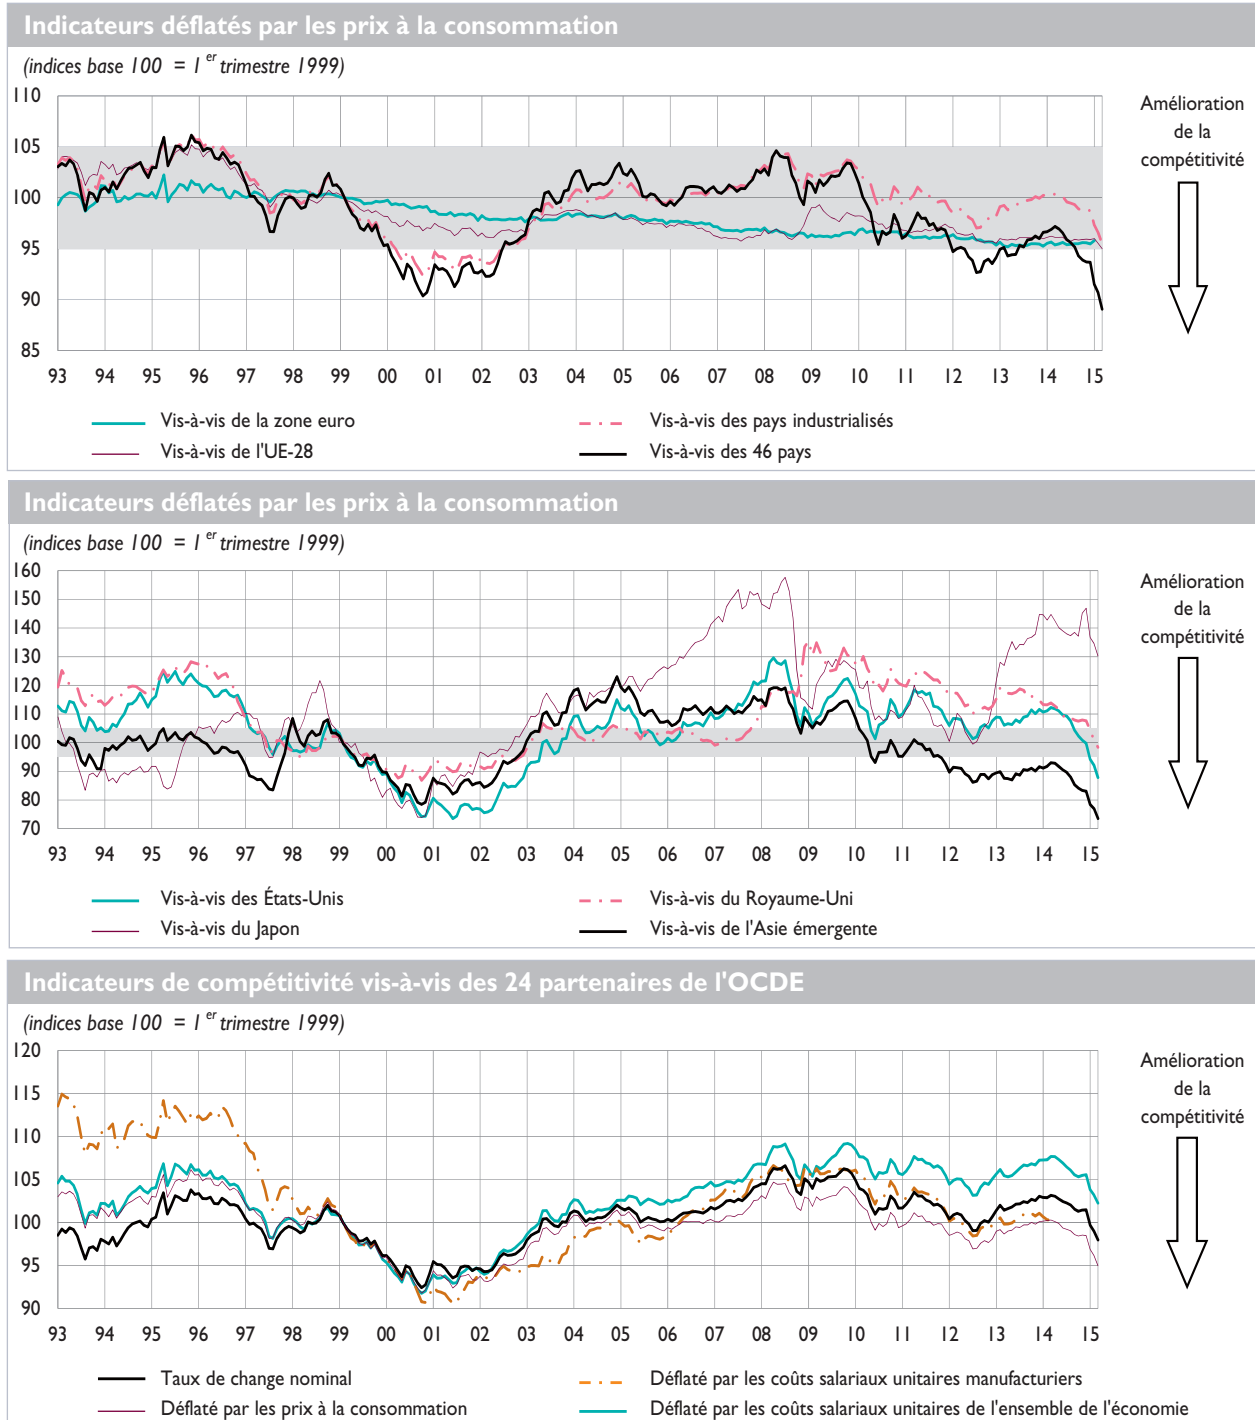 Indicateurs déflatés par les prix à la consommation
(indices base 100 = 1er trimestre 1999)
110
105
100
95
90
85
93 94 95 96 97 98 99 00 01 02 03 04 05 06 07 08 09 10 11 12 13 14 15
Amélioration
de la
compétitivité
Vis-à-vis de la zone euro
Vis-à-vis des pays industrialisés
Vis-à-vis de l'UE-28
Vis-à-vis des 46 pays
Indicateurs déflatés par les prix à la consommation
(indices base 100 = 1er trimestre 1999)
160
150
140
130
120
110
100
90
80
70
93 94 95 96 97 98 99 00 01 02 03 04 05 06 07 08 09 10 11 12 13 14 15
Amélioration
de la
compétitivité
Vis-à-vis des États-Unis
Vis-à-vis du Royaume-Uni
Vis-à-vis du Japon
Vis-à-vis de l'Asie émergente
Indicateurs de compétitivité vis-à-vis des 24 partenaires de l'OCDE
(indices base 100 = 1er trimestre 1999)
120
115
110
105
100
95
90
93 94 95 96 97 98 99 00 01 02 03 04 05 06 07 08 09 10 11 12 13 14 15
Amélioration
de la
compétitivité
Taux de change nominal
Déflaté par les coûts salariaux unitaires manufacturiers
Déflaté par les prix à la consommation
Déflaté par les coûts salariaux unitaires de l'ensemble de l'économie